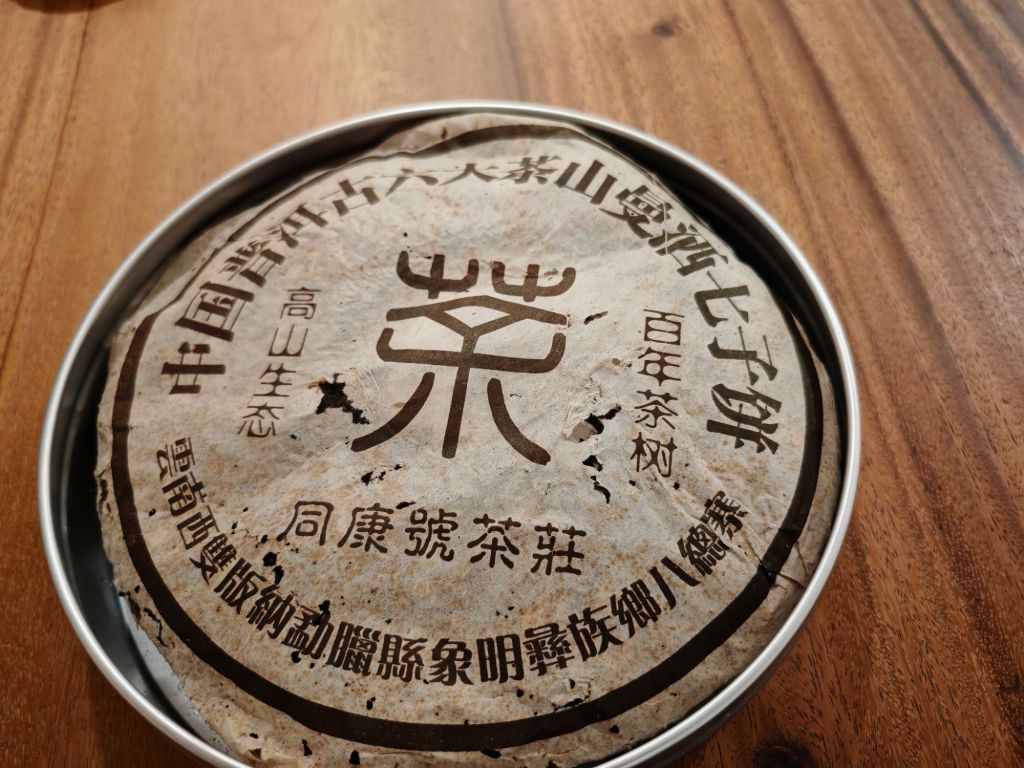 中国普洱古六大茶山曼洒七子饼
茶
高山生态
百年茶树
同康號茶莊
雲南西雙版納勐臘縣象明彝族鄉八總寨